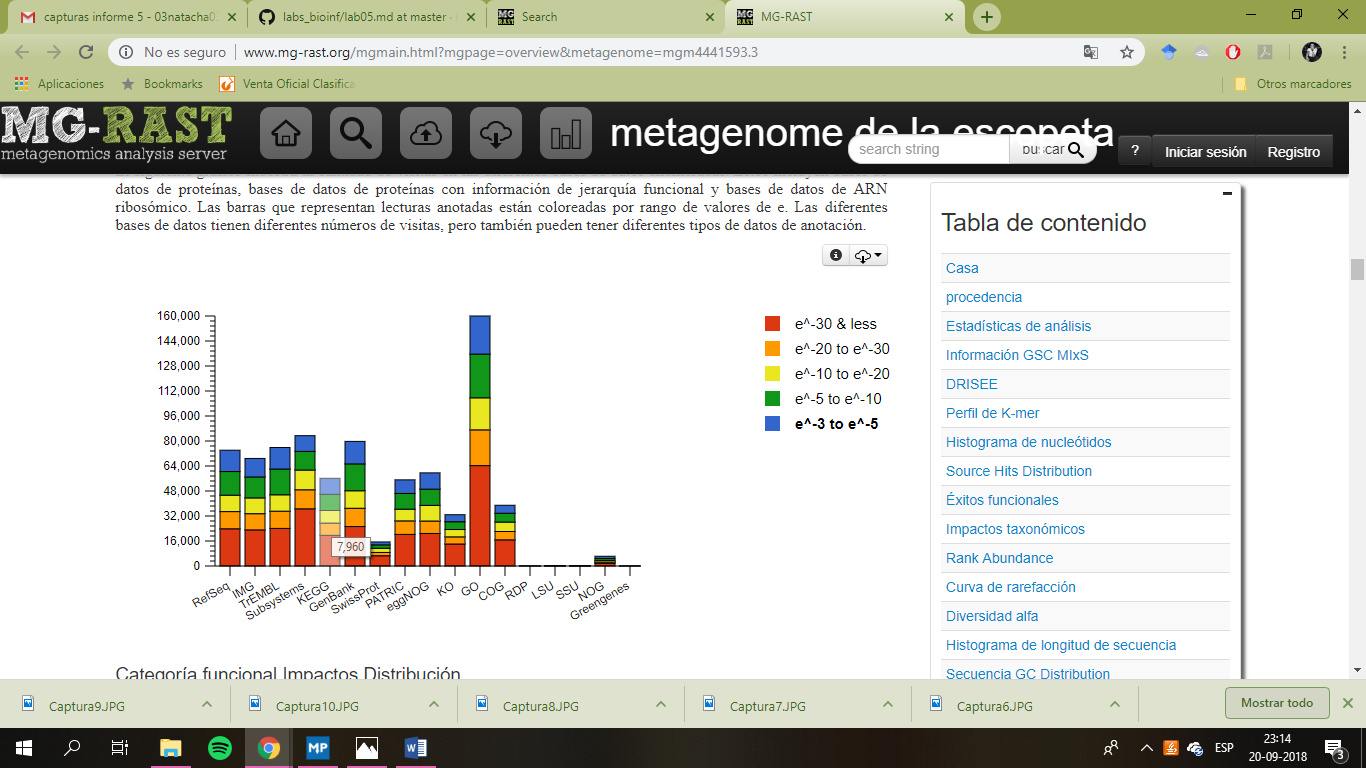 capturas informe 5 - 03natacha0
labs_bioinf/lab05.md at master ·
Search
MG-RAST
No es seguro
www.mg-rast.org/mgmain.html?mgpage=overview&metagenome=mgm4441593.3
Aplicaciones
Bookmarks
Venta Oficial Clasifica
Otros marcadores
MG-RAST
metagenomics analysis server
metagenome de la escopeta
search string
buscar
?
Iniciar sesión
Registro
datos de proteínas, bases de datos de proteínas con información de jerarquía funcional y bases de datos de ARN
ribosómico. Las barras que representan lecturas anotadas están coloreadas por rango de valores de e. Las diferentes
bases de datos tienen diferentes números de visitas, pero también pueden tener diferentes tipos de datos de anotación.
160,000
144,000
128,000
112,000
96,000
80,000
64,000
48,000
32,000
16,000
0
7,960
RefSeq
IMG
TrEMBL
Subsystems
KEGG
GenBank
SwissProt
PATRIC
eggNOG
KO
GO
COG
RDP
LSU
SSU
NOG
Greengenes
e^-30 & less
e^-20 to e^-30
e^-10 to e^-20
e^-5 to e^-10
e^-3 to e^-5
Categoría funcional Impactos Distribución
Tabla de contenido
Casa
procedencia
Estadísticas de análisis
Información GSC MIxS
DRISEE
Perfil de K-mer
Histograma de nucleótidos
Source Hits Distribution
Éxitos funcionales
Impactos taxonómicos
Rank Abundance
Curva de rarefacción
Diversidad alfa
Histograma de longitud de secuencia
Secuencia GC Distribution
Captura9.JPG
Captura10.JPG
Captura8.JPG
Captura7.JPG
Captura6.JPG
Mostrar todo
MP
ESP
23:14
20-09-2018
3